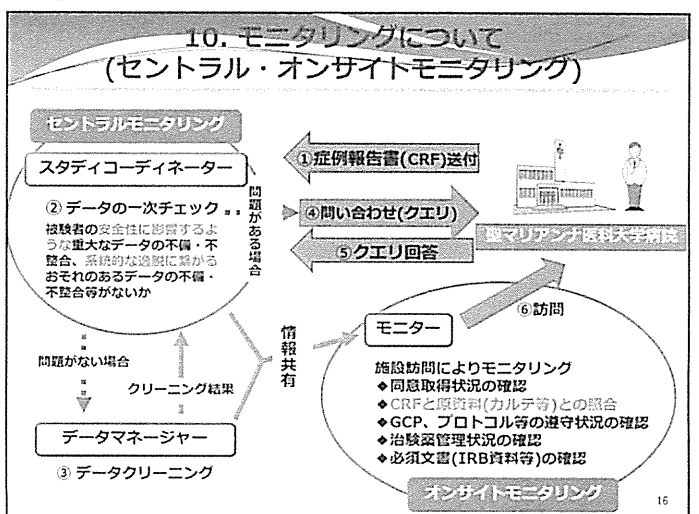 10. モニタリングについて
(セントラル・オンサイトモニタリング)
セントラルモニタリング
スタディコーディネーター
② データの一次チェック
被験者の安全性に影響するよ
うな重大なデータの不備・不
整合、系統的な逸脱に繋がる
おそれのあるデータの不備・
不整合等がないか
問題がある場合
①症例報告書(CRF)送付
④問い合わせ(クエリ)
⑤クエリ回答
聖マリアンナ医科大学病院
⑥訪問
問題がない場合
クリーニング結果
情報共有
データマネージャー
③ データクリーニング
モニター
施設訪問によりモニタリング
❖同意取得状況の確認
❖CRFと原資料(カルテ等)との照合
❖GCP、プロトコル等の遵守状況の確認
❖治験薬管理状況の確認
❖必須文書(IRB資料等)の確認
オンサイトモニタリング
16